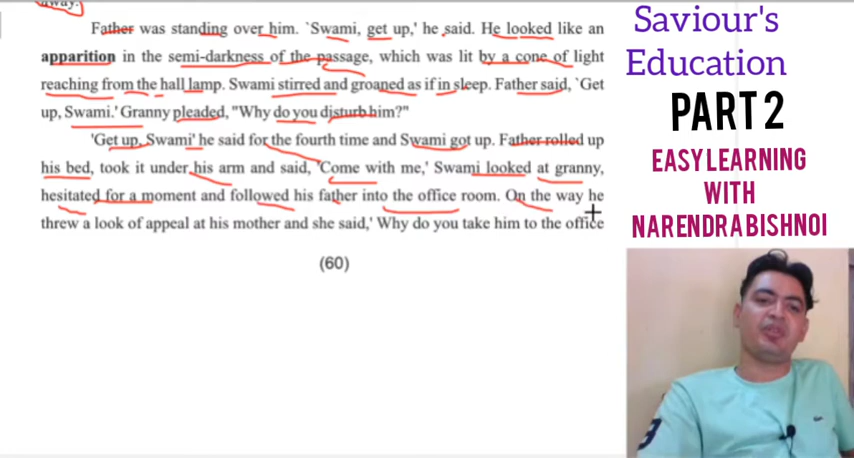 away.
Father was standing over him. `Swami, get up,' he said. He looked like an
apparition in the semi-darkness of the passage, which was lit by a cone of light
reaching from the hall lamp. Swami stirred and groaned as if in sleep. Father said, `Get
up, Swami.' Granny pleaded, "Why do you disturb him?"
'Get up, Swami' he said for the fourth time and Swami got up. Father rolled up
his bed, took it under his arm and said, 'Come with me,' Swami looked at granny,
hesitated for a moment and followed his father into the office room. On the way he
threw a look of appeal at his mother and she said,' Why do you take him to the office
(60)
Saviour's
Education
PART 2
EASY LEARNING
WITH
NARENDRA BISHNOI